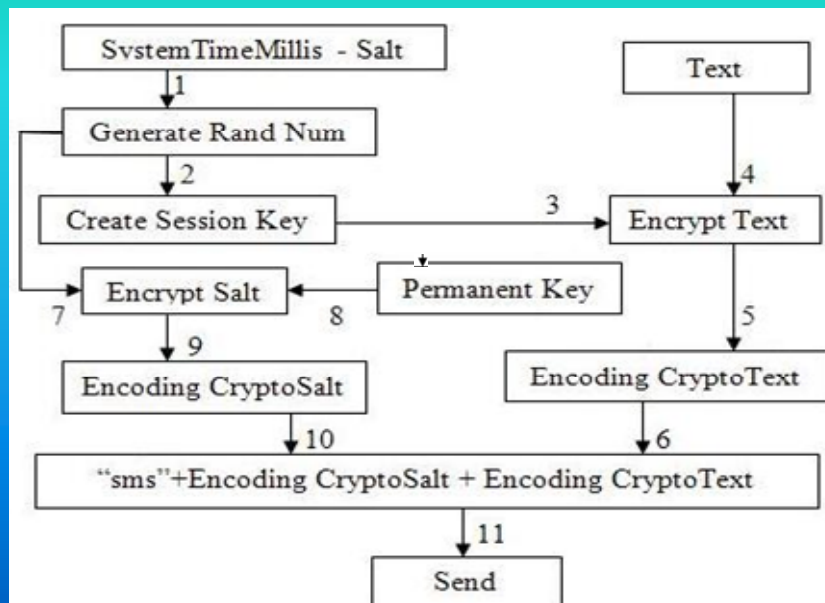 SvstemTimeMillis - Salt
Text
1
Generate Rand Num
2
4
Create Session Key
3
Encrypt Text
Encrypt Salt
Permanent Key
7
8
5
9
Encoding CryptoSalt
Encoding CryptoText
10
6
“sms”+Encoding CryptoSalt + Encoding CryptoText
11
Send